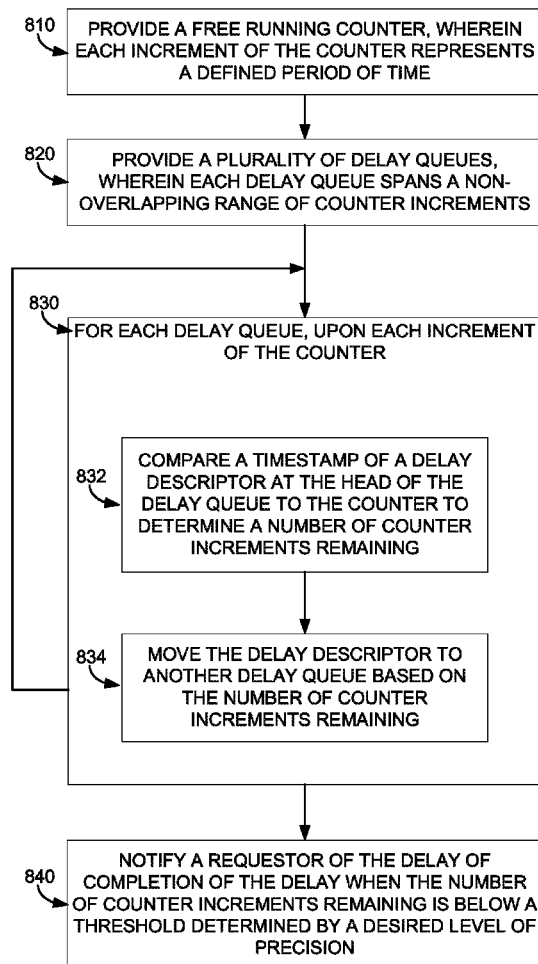 810
PROVIDE A FREE RUNNING COUNTER, WHEREIN
EACH INCREMENT OF THE COUNTER REPRESENTS
A DEFINED PERIOD OF TIME
820
PROVIDE A PLURALITY OF DELAY QUEUES,
WHEREIN EACH DELAY QUEUE SPANS A NON-
OVERLAPPING RANGE OF COUNTER INCREMENTS
830
FOR EACH DELAY QUEUE, UPON EACH INCREMENT
OF THE COUNTER
832
COMPARE A TIMESTAMP OF A DELAY
DESCRIPTOR AT THE HEAD OF THE
DELAY QUEUE TO THE COUNTER TO
DETERMINE A NUMBER OF COUNTER
INCREMENTS REMAINING
834
MOVE THE DELAY DESCRIPTOR TO
ANOTHER DELAY QUEUE BASED ON
THE NUMBER OF COUNTER
INCREMENTS REMAINING
840
NOTIFY A REQUESTOR OF THE DELAY OF
COMPLETION OF THE DELAY WHEN THE NUMBER
OF COUNTER INCREMENTS REMAINING IS BELOW A
THRESHOLD DETERMINED BY A DESIRED LEVEL OF
PRECISION